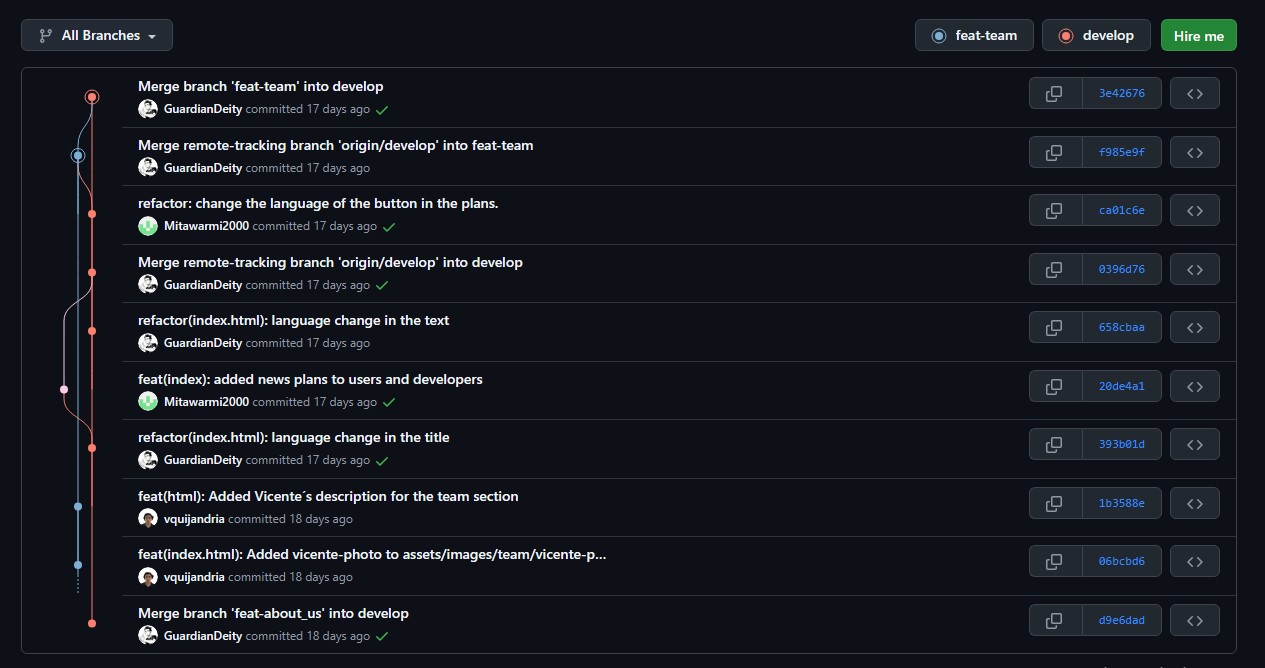 All Branches
feat-team
develop
Hire me
Merge branch 'feat-team' into develop
GuardianDeity committed 17 days ago
3e42676
Merge remote-tracking branch 'origin/develop' into feat-team
GuardianDeity committed 17 days ago
f985e9f
refactor: change the language of the button in the plans.
Mitawarmi2000 committed 17 days ago
ca01c6e
Merge remote-tracking branch 'origin/develop' into develop
GuardianDeity committed 17 days ago
0396d76
refactor(index.html): language change in the text
GuardianDeity committed 17 days ago
658cbaa
feat(index): added news plans to users and developers
Mitawarmi2000 committed 17 days ago
20de4a1
refactor(index.html): language change in the title
GuardianDeity committed 17 days ago
393b01d
feat(html): Added Vicente´s description for the team section
vquijandria committed 18 days ago
1b3588e
feat(index.html): Added vicente-photo to assets/images/team/vicente-p...
vquijandria committed 18 days ago
06bcbd6
Merge branch 'feat-about_us' into develop
GuardianDeity committed 18 days ago
d9e6dad